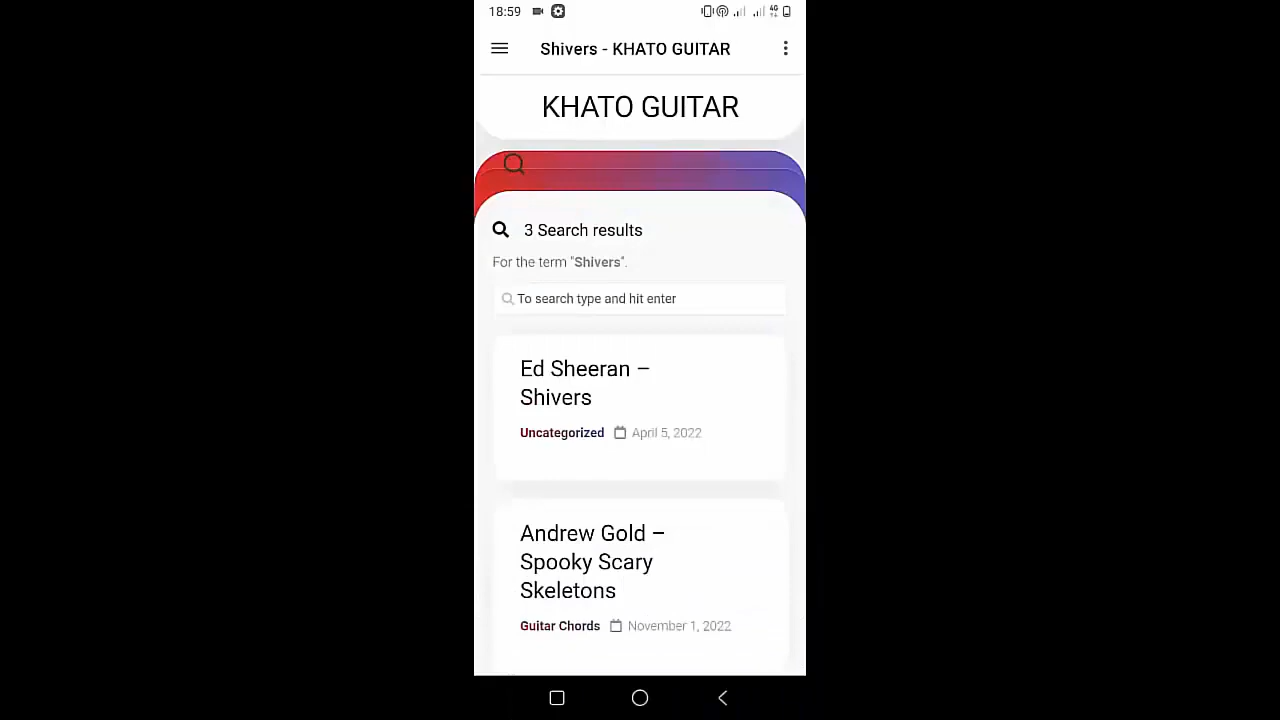 18:59
4G
Shivers - KHATO GUITAR
KHATO GUITAR
3 Search results
For the term "Shivers".
To search type and hit enter
Ed Sheeran –
Shivers
Uncategorized April 5, 2022
Andrew Gold –
Spooky Scary
Skeletons
Guitar Chords November 1, 2022